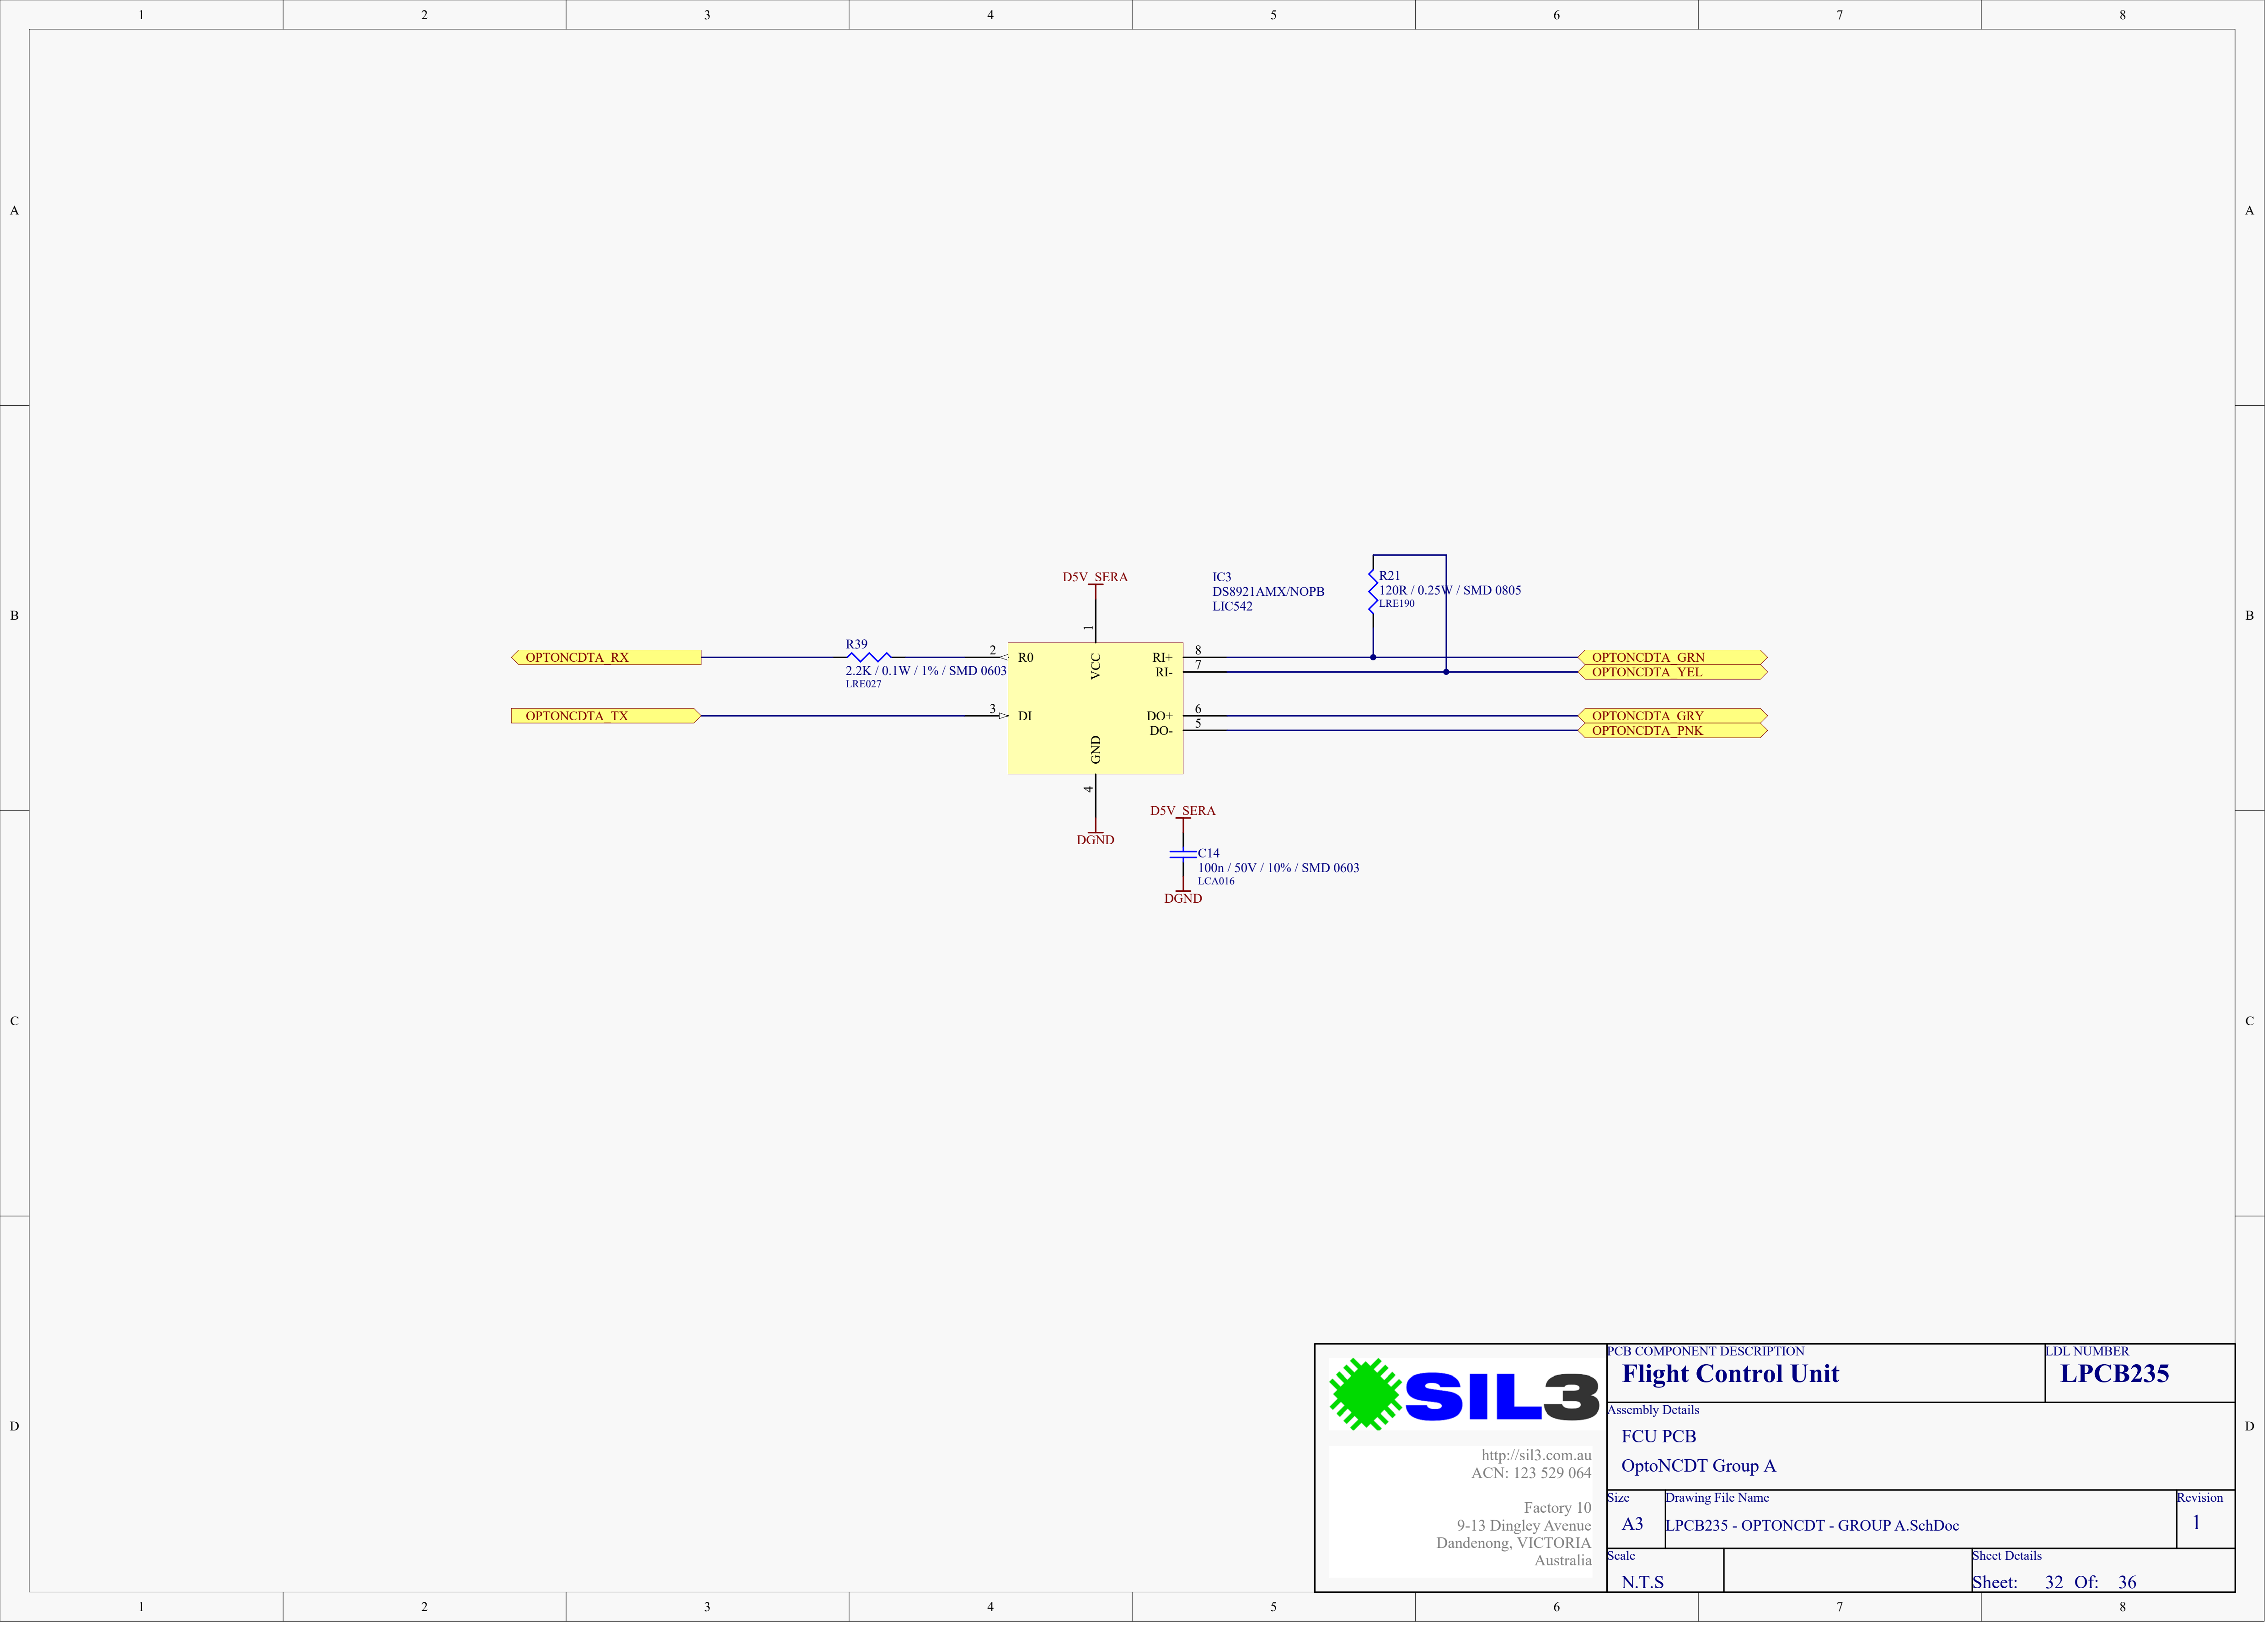 1 2 3 4 5 6 7 8
A A
B B
C C
D D
D5V_SERA
IC3
DS8921AMX/NOPB
LIC542
R21
120R / 0.25W / SMD 0805
LRE190
1
R39
OPTONCDTA_RX
2.2K / 0.1W / 1% / SMD 0603
LRE027
2 R0 VCC RI+ 8
RI- 7
OPTONCDTA_GRN
OPTONCDTA_YEL
OPTONCDTA_TX
3 DI DO+ 6
DO- 5
GND
OPTONCDTA_GRY
OPTONCDTA_PNK
4
DGND
D5V_SERA
C14
100n / 50V / 10% / SMD 0603
LCA016
DGND
SIL3
http://sil3.com.au
ACN: 123 529 064
Factory 10
9-13 Dingley Avenue
Dandenong, VICTORIA
Australia
PCB COMPONENT DESCRIPTION
Flight Control Unit
LDL NUMBER
LPCB235
Assembly Details
FCU PCB
OptoNCDT Group A
Size
A3
Drawing File Name
LPCB235 - OPTONCDT - GROUP A.SchDoc
Revision
1
Scale
N.T.S
Sheet Details
Sheet: 32 Of: 36
1 2 3 4 5 6 7 8